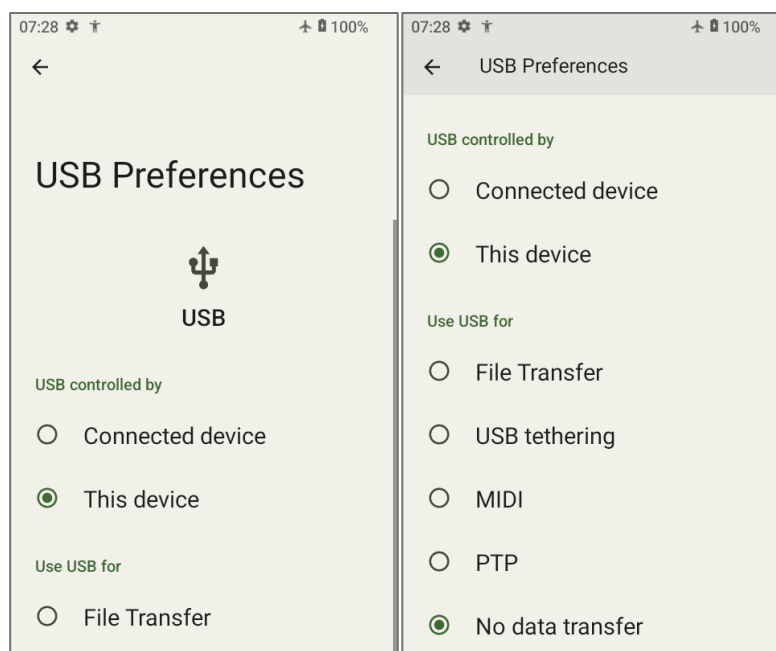 07:28 100%
USB Preferences
USB
USB controlled by
Connected device
This device
Use USB for
File Transfer
07:28 100%
USB Preferences
USB controlled by
Connected device
This device
Use USB for
File Transfer
USB tethering
MIDI
PTP
No data transfer